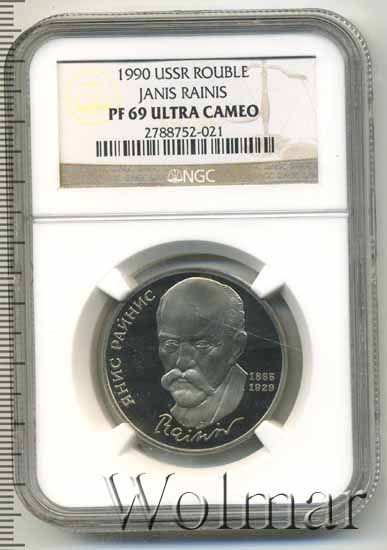 1990 USSR ROUBLE
JANIS RAINIS
PF 69 ULTRA CAMEO
2788752-021
NGC
ЯНИС РАЙНИС
1865
1929
Rainis
Wolmar